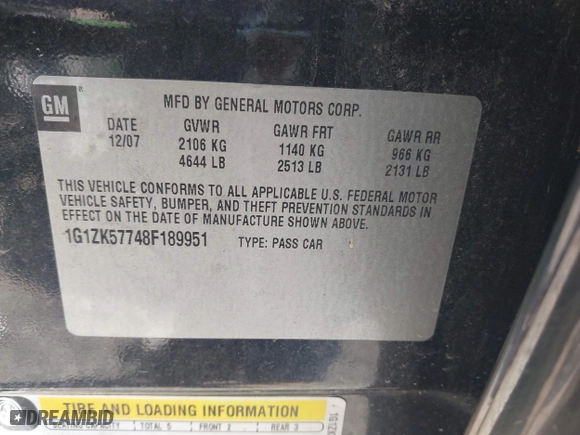 GM
®
MFD BY GENERAL MOTORS CORP.
DATE GVWR GAWR FRT GAWR RR
12/07 2106 KG 1140 KG 966 KG
4644 LB 2513 LB 2131 LB
THIS VEHICLE CONFORMS TO ALL APPLICABLE U.S. FEDERAL MOTOR
VEHICLE SAFETY, BUMPER, AND THEFT PREVENTION STANDARDS IN
EFFECT ON THE DATE OF MANUFACTURE SHOWN ABOVE.
1G1ZK57748F189951 TYPE: PASS CAR
TIRE AND LOADING INFORMATION
SEATING CAPACITY TOTAL 5 FRONT 2 REAR 3
DREAMBID